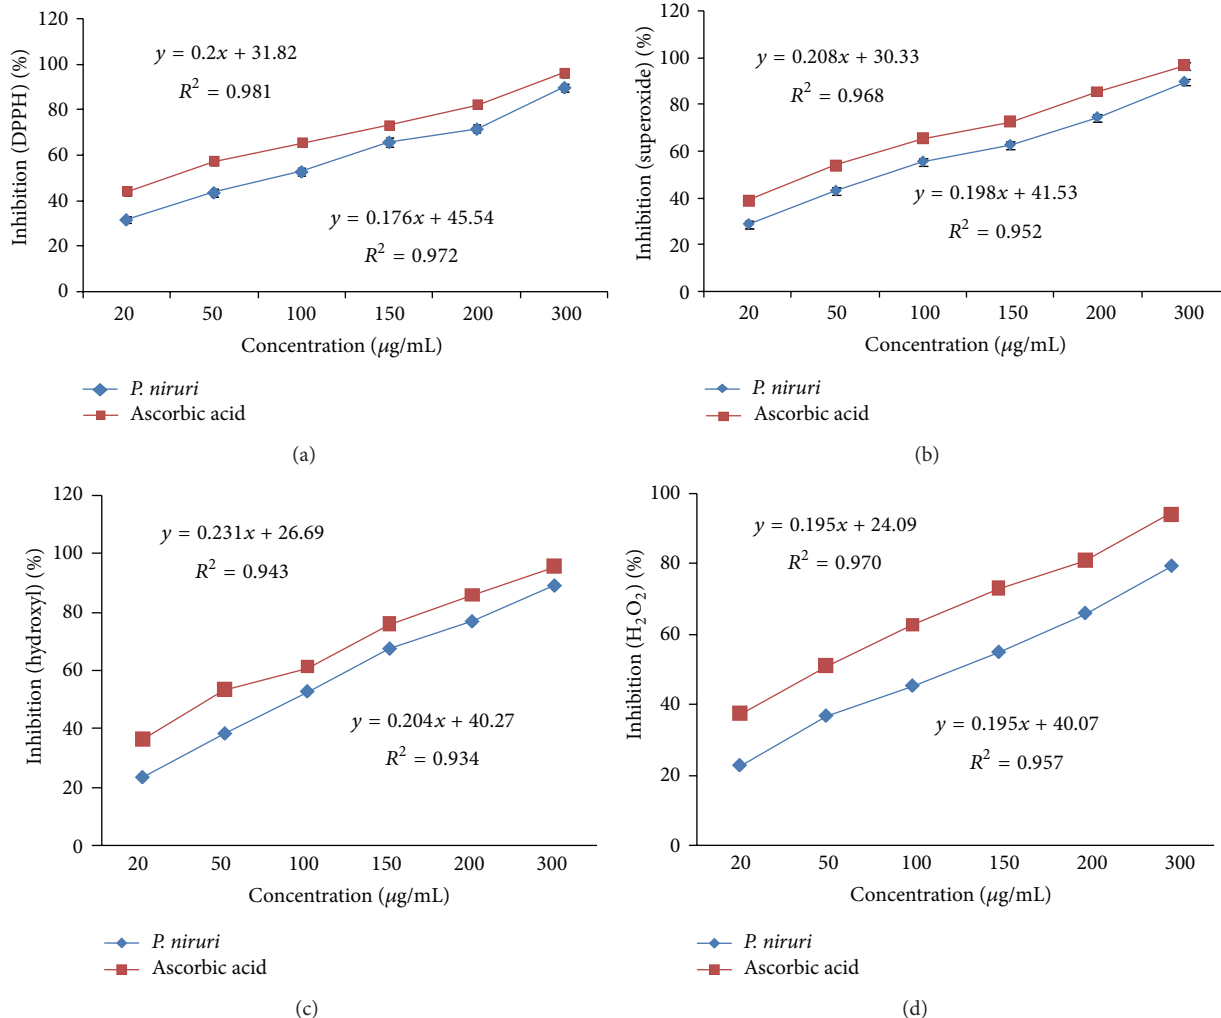 120
100
80
60
40
20
0
Inhibition (DPPH) (%)
y = 0.2x + 31.82
R² = 0.981
y = 0.176x + 45.54
R² = 0.972
20 50 100 150 200 300
Concentration (μg/mL)
P. niruri
Ascorbic acid
(a)
120
100
80
60
40
20
0
Inhibition (superoxide) (%)
y = 0.208x + 30.33
R² = 0.968
y = 0.198x + 41.53
R² = 0.952
20 50 100 150 200 300
Concentration (μg/mL)
P. niruri
Ascorbic acid
(b)
120
100
80
60
40
20
0
Inhibition (hydroxyl) (%)
y = 0.231x + 26.69
R² = 0.943
y = 0.204x + 40.27
R² = 0.934
20 50 100 150 200 300
Concentration (μg/mL)
P. niruri
Ascorbic acid
(c)
100
80
60
40
20
0
Inhibition (H₂O₂) (%)
y = 0.195x + 24.09
R² = 0.970
y = 0.195x + 40.07
R² = 0.957
20 50 100 150 200 300
Concentration (μg/mL)
P. niruri
Ascorbic acid
(d)